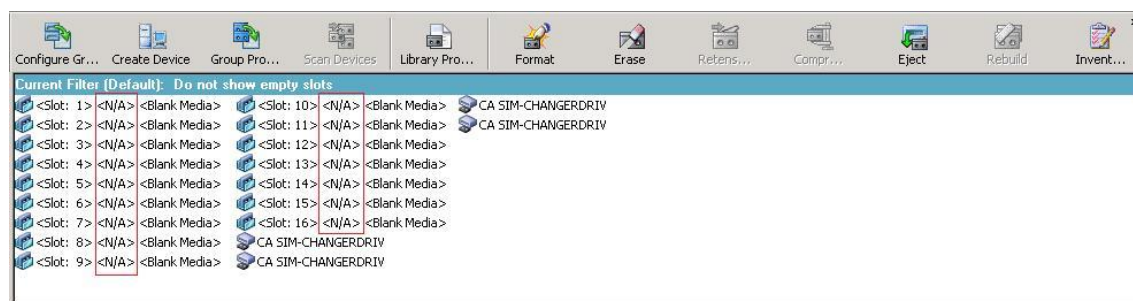 Configure Gr... Create Device Group Pro... Scan Devices Library Pro... Format Erase Retens... Compr... Eject Rebuild Invent...
Current Filter (Default): Do not show empty slots
<Slot: 1> <N/A> <Blank Media> <Slot: 10> <N/A> <Blank Media> CA SIM-CHANGERDRIV
<Slot: 2> <N/A> <Blank Media> <Slot: 11> <N/A> <Blank Media> CA SIM-CHANGERDRIV
<Slot: 3> <N/A> <Blank Media> <Slot: 12> <N/A> <Blank Media>
<Slot: 4> <N/A> <Blank Media> <Slot: 13> <N/A> <Blank Media>
<Slot: 5> <N/A> <Blank Media> <Slot: 14> <N/A> <Blank Media>
<Slot: 6> <N/A> <Blank Media> <Slot: 15> <N/A> <Blank Media>
<Slot: 7> <N/A> <Blank Media> <Slot: 16> <N/A> <Blank Media>
<Slot: 8> <N/A> <Blank Media> CA SIM-CHANGERDRIV
<Slot: 9> <N/A> <Blank Media> CA SIM-CHANGERDRIV